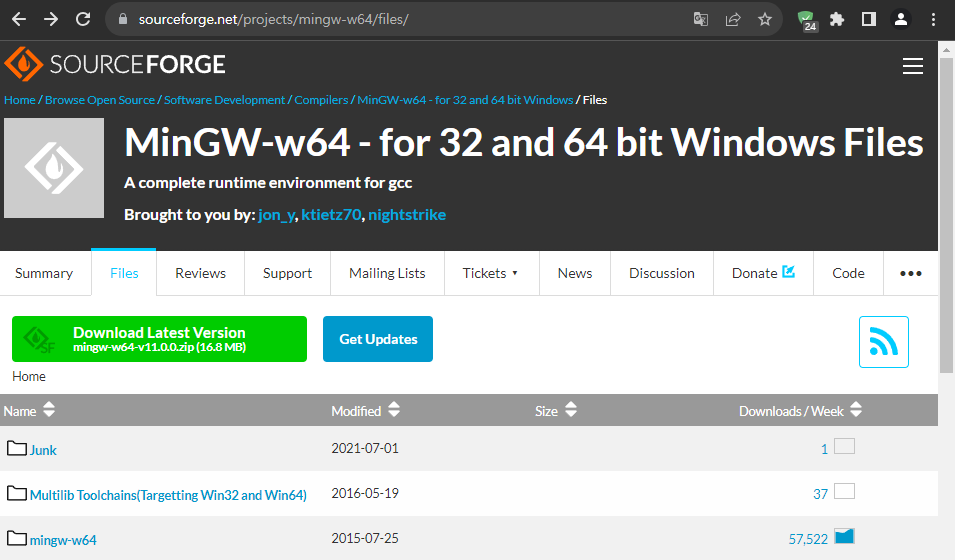 sourceforge.net/projects/mingw-w64/files/
24
SOURCEFORGE
Home / Browse Open Source / Software Development / Compilers / MinGW-w64 - for 32 and 64 bit Windows / Files
MinGW-w64 - for 32 and 64 bit Windows Files
A complete runtime environment for gcc
Brought to you by: jon_y, ktietz70, nightstrike
Summary Files Reviews Support Mailing Lists Tickets News Discussion Donate Code
Download Latest Version
mingw-w64-v11.0.0.zip (16.8 MB)
SF
Get Updates
Home
Name Modified Size Downloads / Week
Junk 2021-07-01 1
Multilib Toolchains(Targetting Win32 and Win64) 2016-05-19 37
mingw-w64 2015-07-25 57,522